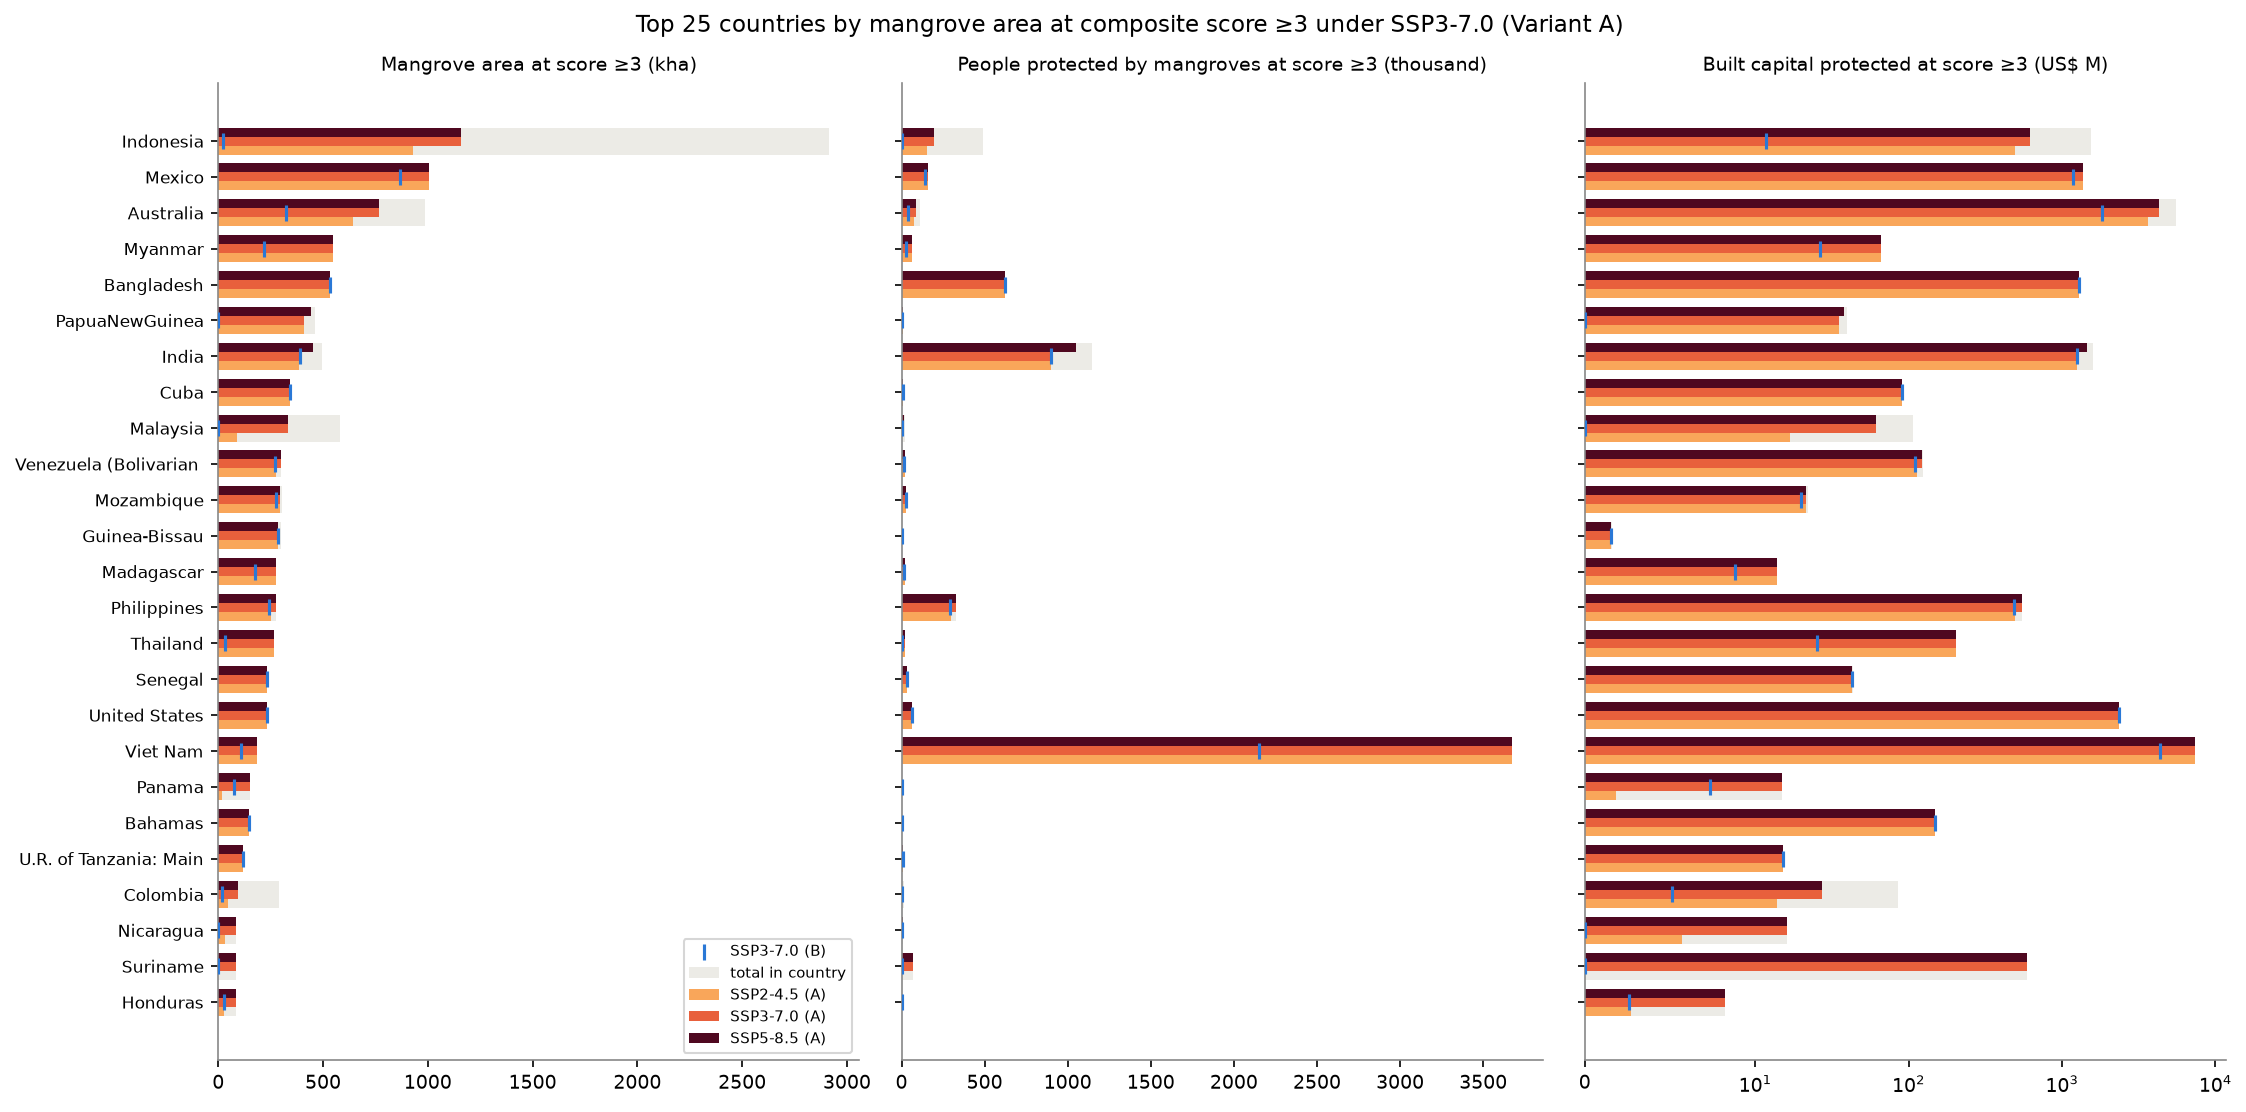 Top 25 countries by mangrove area at composite score ≥3 under SSP3-7.0 (Variant A)
Mangrove area at score ≥3 (kha)
People protected by mangroves at score ≥3 (thousand)
Built capital protected at score ≥3 (US$ M)
Indonesia
Mexico
Australia
Myanmar
Bangladesh
PapuaNewGuinea
India
Cuba
Malaysia
Venezuela (Bolivarian
Mozambique
Guinea-Bissau
Madagascar
Philippines
Thailand
Senegal
United States
Viet Nam
Panama
Bahamas
U.R. of Tanzania: Main
Colombia
Nicaragua
Suriname
Honduras
SSP3-7.0 (B)
total in country
SSP2-4.5 (A)
SSP3-7.0 (A)
SSP5-8.5 (A)
0 500 1000 1500 2000 2500 3000
0 500 1000 1500 2000 2500 3000 3500
0 10¹ 10² 10³ 10⁴